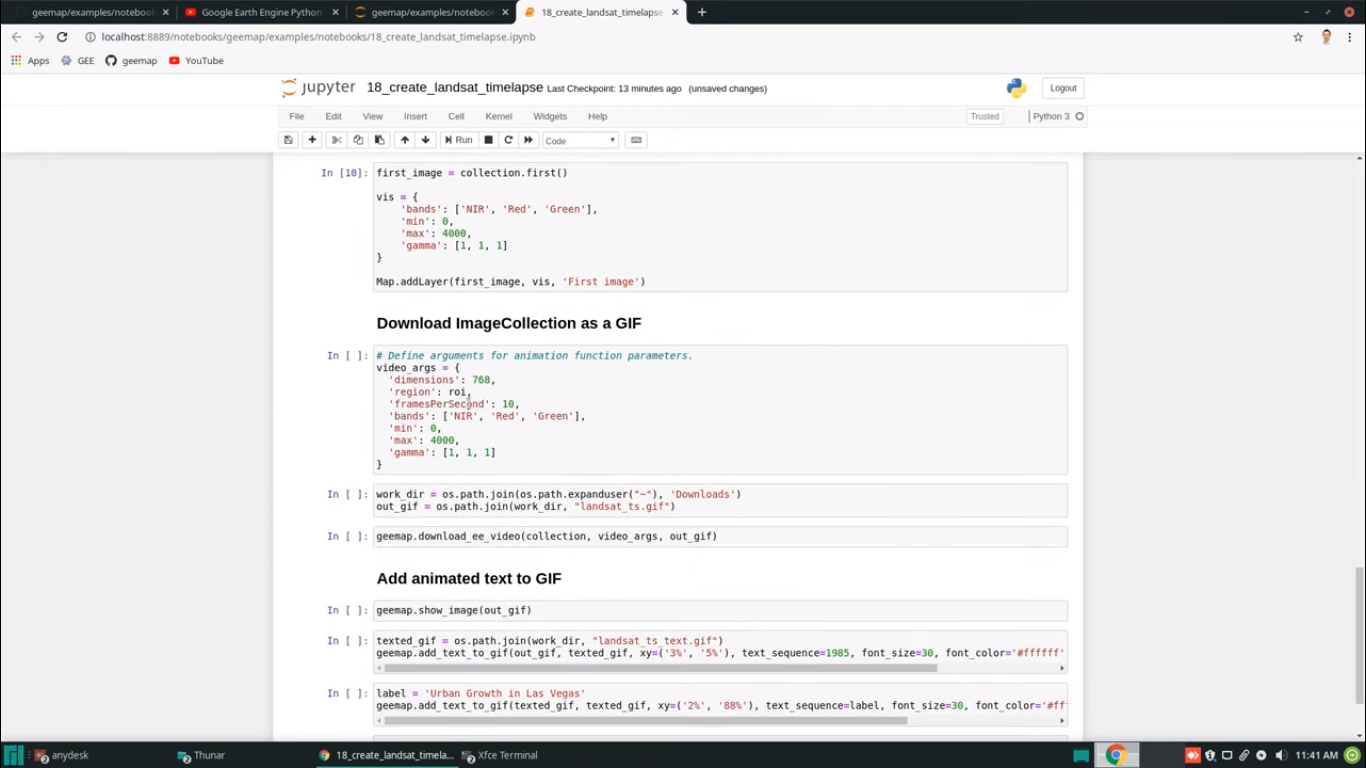 geemap/examples/notebook
Google Earth Engine Python
geemap/examples/notebook
18_create_landsat_timelapse
localhost:8889/notebooks/geemap/examples/notebooks/18_create_landsat_timelapse.ipynb
Apps GEE geemap YouTube
jupyter 18_create_landsat_timelapse Last Checkpoint: 13 minutes ago (unsaved changes) Logout
File Edit View Insert Cell Kernel Widgets Help Trusted Python 3
Run Code
In [10]: first_image = collection.first()
vis = {
'bands': ['NIR', 'Red', 'Green'],
'min': 0,
'max': 4000,
'gamma': [1, 1, 1]
}
Map.addLayer(first_image, vis, 'First image')
Download ImageCollection as a GIF
In [ ]: # Define arguments for animation function parameters.
video_args = {
'dimensions': 768,
'region': roi,
'framesPerSecond': 10,
'bands': ['NIR', 'Red', 'Green'],
'min': 0,
'max': 4000,
'gamma': [1, 1, 1]
}
In [ ]: work_dir = os.path.join(os.path.expanduser("~"), 'Downloads')
out_gif = os.path.join(work_dir, "landsat_ts.gif")
In [ ]: geemap.download_ee_video(collection, video_args, out_gif)
Add animated text to GIF
In [ ]: geemap.show_image(out_gif)
In [ ]: texted_gif = os.path.join(work_dir, "landsat_ts_text.gif")
geemap.add_text_to_gif(out_gif, texted_gif, xy=('3%', '5%'), text_sequence=1985, font_size=30, font_color='#ffffff'
In [ ]: label = 'Urban Growth in Las Vegas'
geemap.add_text_to_gif(texted_gif, texted_gif, xy=('2%', '88%'), text_sequence=label, font_size=30, font_color='#ff
anydesk Thunar 18_create_landsat_timela... Xfce Terminal 11:41 AM